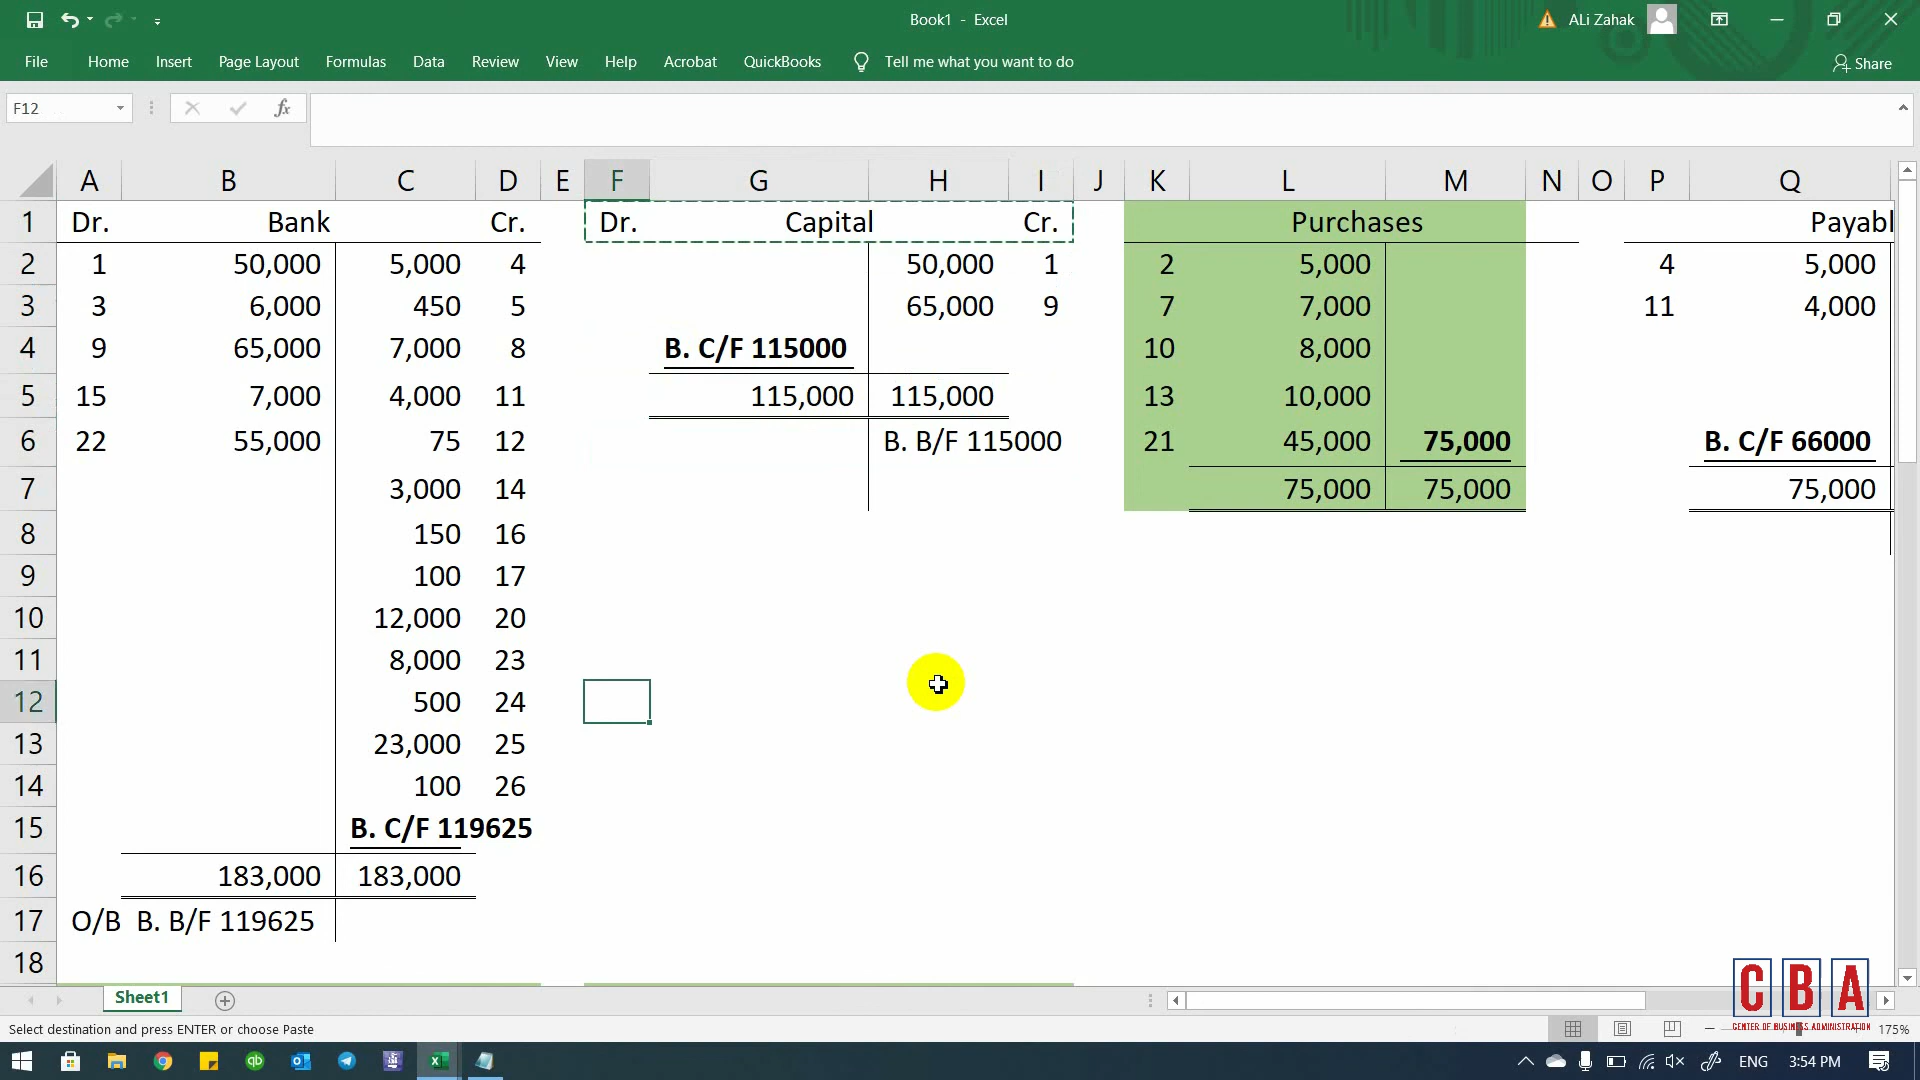 Book1 - Excel
ALi Zahak
File Home Insert Page Layout Formulas Data Review View Help Acrobat QuickBooks Tell me what you want to do Share
F12 fx
A B C D E F G H I J K L M N O P Q
1 Dr. Bank Cr. Dr. Capital Cr. Purchases Payabl
2 1 50,000 5,000 4 50,000 1 2 5,000 4 5,000
3 3 6,000 450 5 65,000 9 7 7,000 11 4,000
4 9 65,000 7,000 8 B. C/F 115000 10 8,000
5 15 7,000 4,000 11 115,000 115,000 13 10,000
6 22 55,000 75 12 B. B/F 115000 21 45,000 75,000 B. C/F 66000
7 3,000 14 75,000 75,000 75,000
8 150 16
9 100 17
10 12,000 20
11 8,000 23
12 500 24
13 23,000 25
14 100 26
15 B. C/F 119625
16 183,000 183,000
17 O/B B. B/F 119625
18
Sheet1
CBA
CENTER OF BUSINESS ADMINISTRATION
Select destination and press ENTER or choose Paste
175%
ENG 3:54 PM